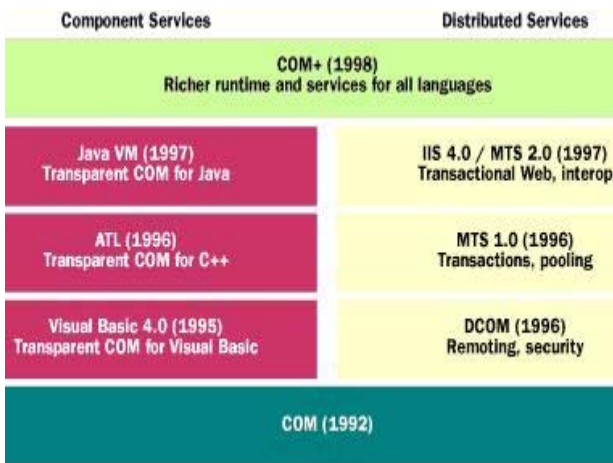 Component Services
Distributed Services
COM+ (1998)
Richer runtime and services for all languages
Java VM (1997)
Transparent COM for Java
IIS 4.0 / MTS 2.0 (1997)
Transactional Web, interop
ATL (1996)
Transparent COM for C++
MTS 1.0 (1996)
Transactions, pooling
Visual Basic 4.0 (1995)
Transparent COM for Visual Basic
DCOM (1996)
Remoting, security
COM (1992)